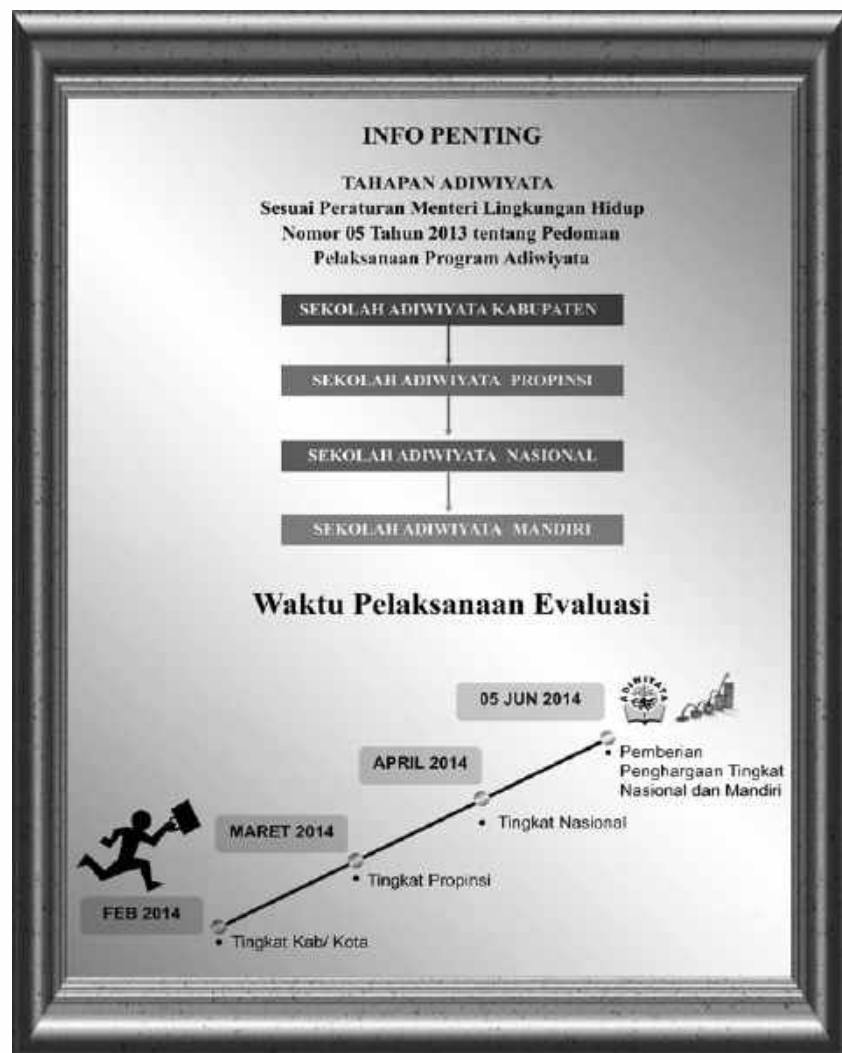 INFO PENTING
TAHAPAN ADIWIYATA
Sesuai Peraturan Menteri Lingkungan Hidup
Nomor 05 Tahun 2013 tentang Pedoman
Pelaksanaan Program Adiwiyata
SEKOLAH ADIWIYATA KABUPATEN
SEKOLAH ADIWIYATA PROPINSI
SEKOLAH ADIWIYATA NASIONAL
SEKOLAH ADIWIYATA MANDIRI
Waktu Pelaksanaan Evaluasi
05 JUN 2014
ADIWIYATA
• Pemberian
Penghargaan Tingkat
Nasional dan Mandiri
APRIL 2014
• Tingkat Nasional
MARET 2014
• Tingkat Propinsi
FEB 2014
• Tingkat Kab/ Kota